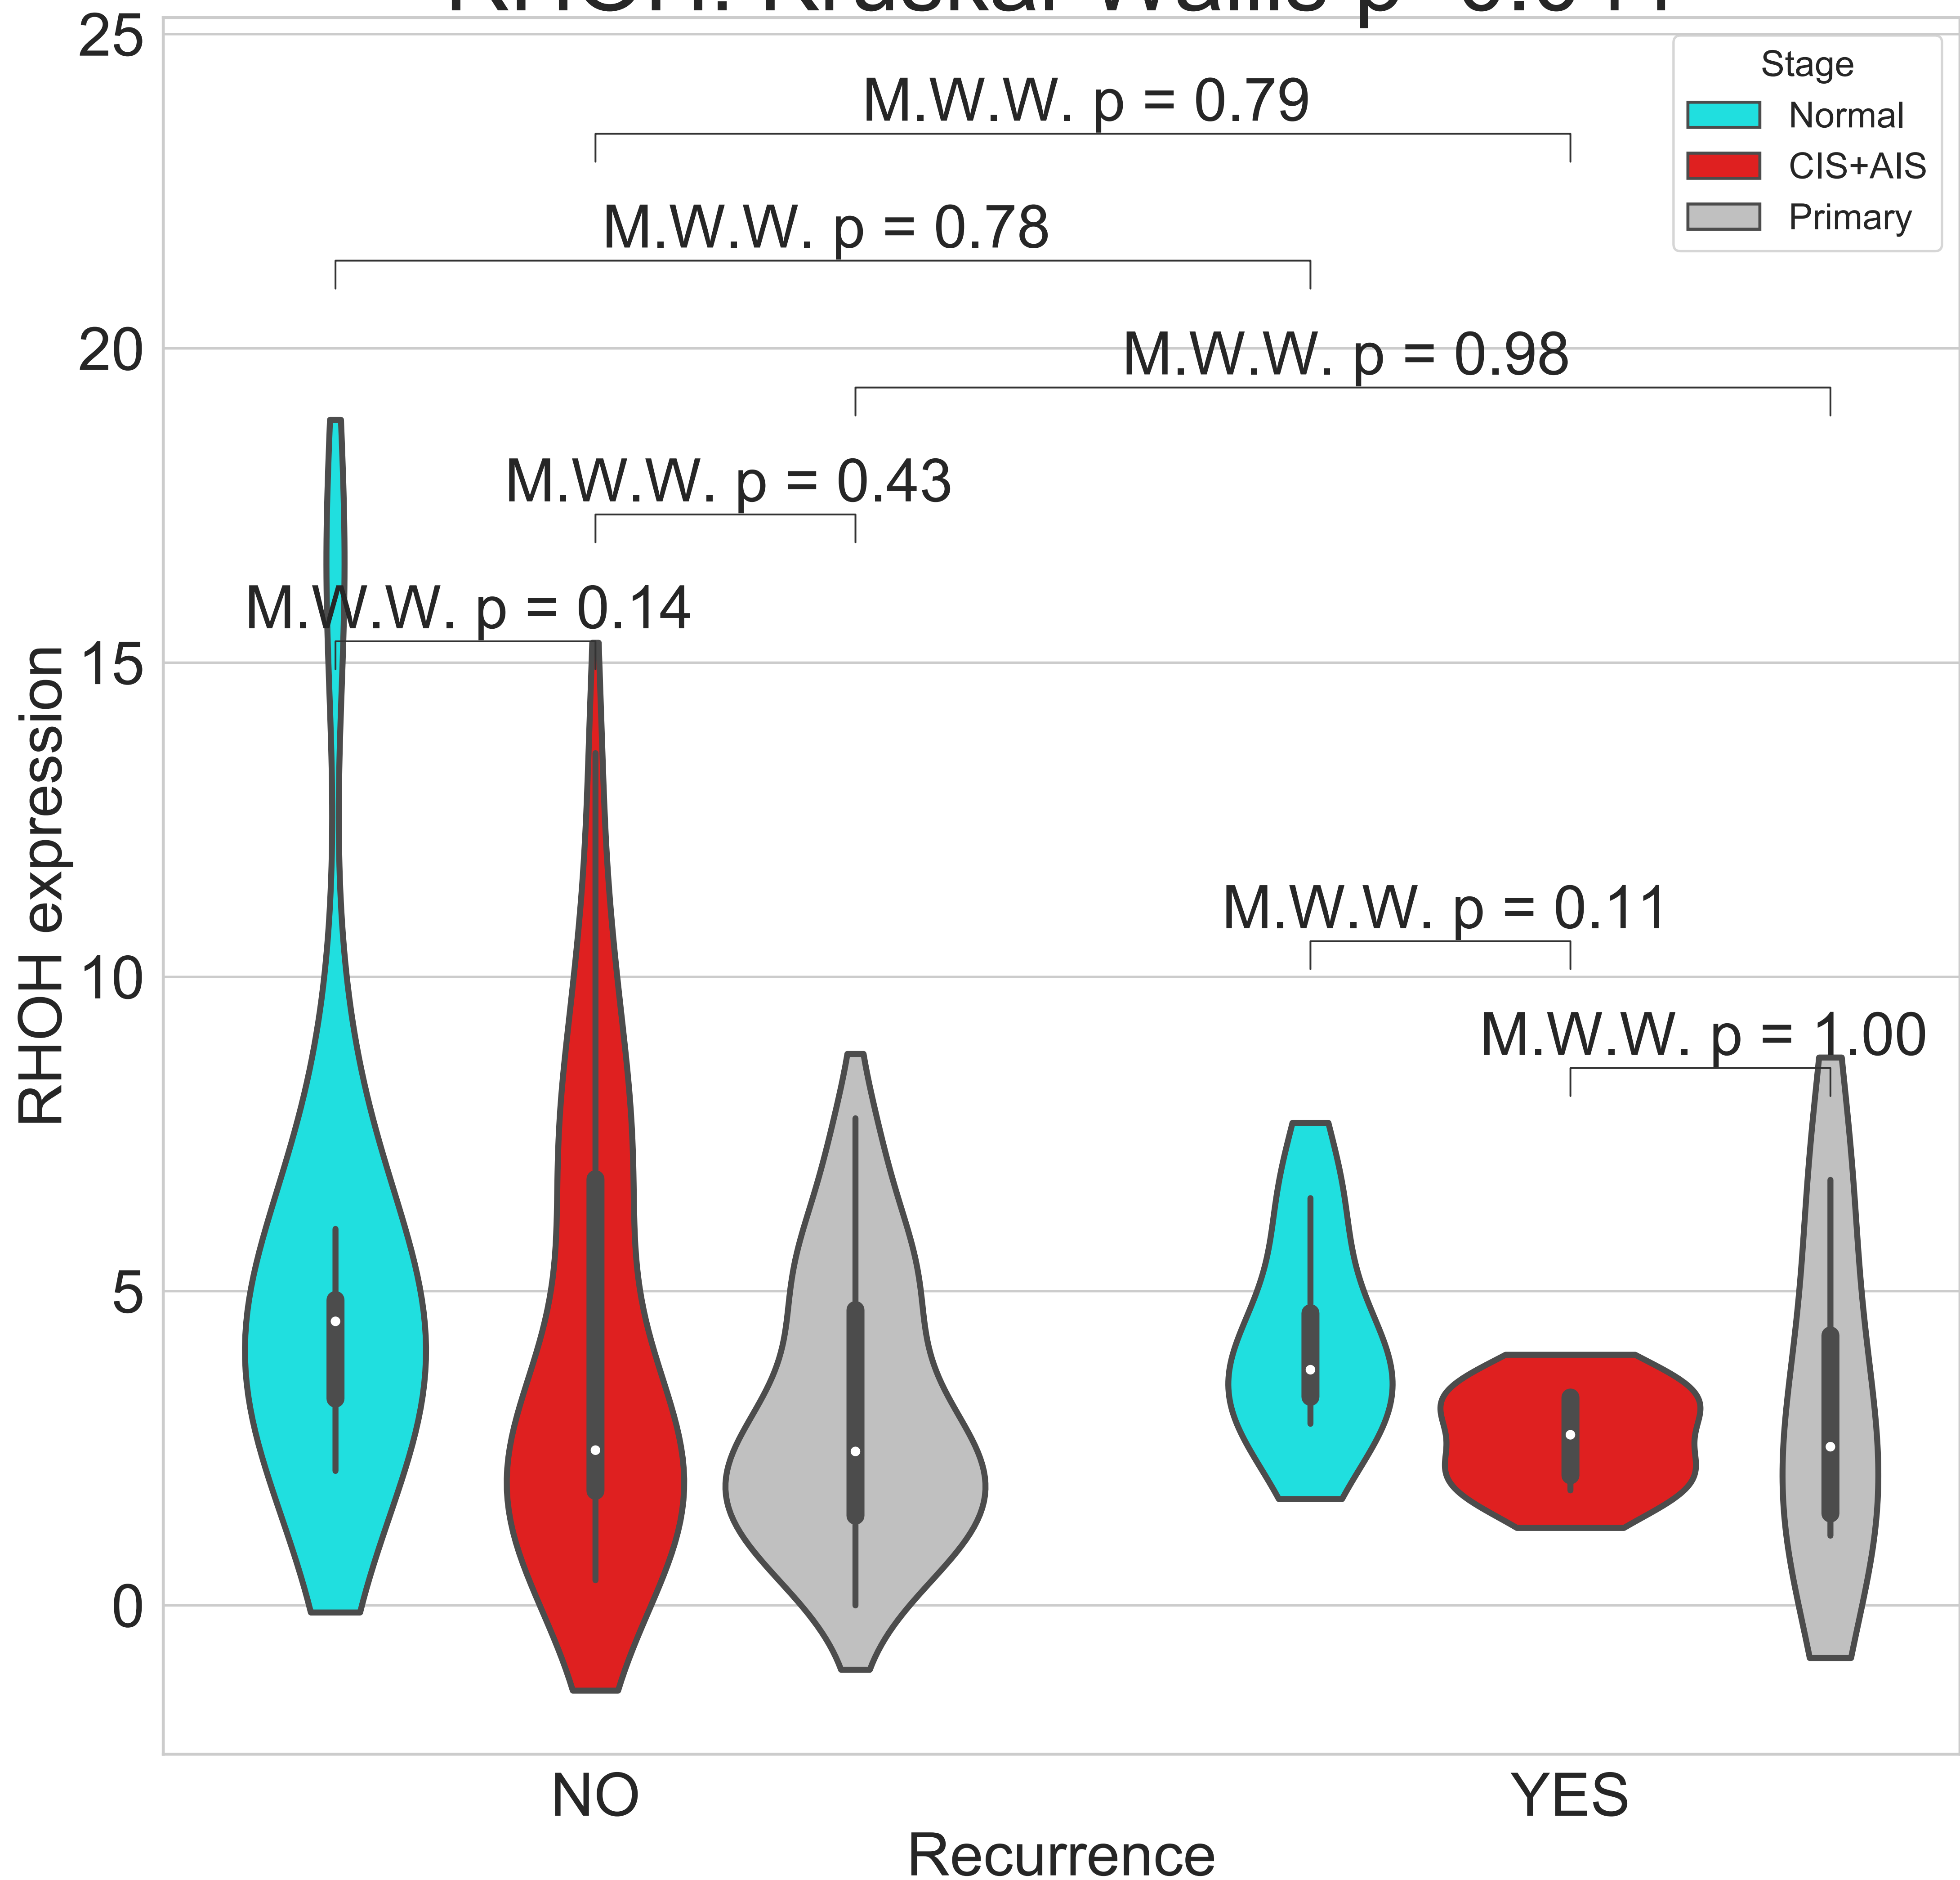 25
Stage
Normal
CIS+AIS
Primary
M.W.W. p = 0.79
M.W.W. p = 0.78
20
M.W.W. p = 0.98
M.W.W. p = 0.43
M.W.W. p = 0.14
15
RHOH expression
M.W.W. p = 0.11
10
M.W.W. p = 1.00
5
0
NO
YES
Recurrence